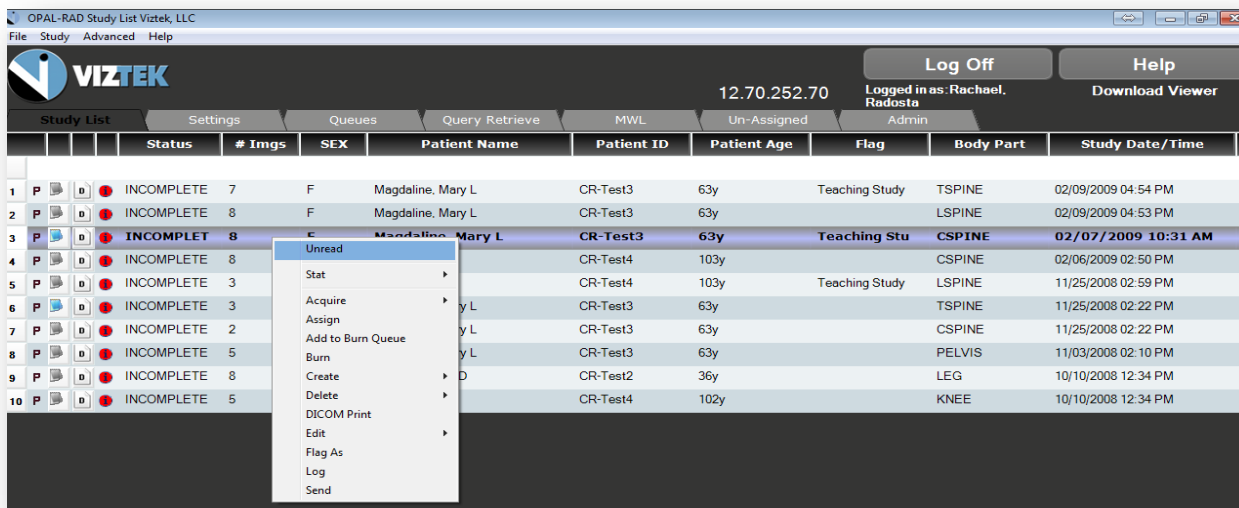 OPAL-RAD Study List Viztek, LLC
File Study Advanced Help
VIZTEK
Log Off
Help
12.70.252.70
Logged in as: Rachael, Radosta
Download Viewer
Study List Settings Queues Query Retrieve MWL Un-Assigned Admin
Status # Imgs SEX Patient Name Patient ID Patient Age Flag Body Part Study Date/Time
1 P D INCOMPLETE 7 F Magdaline, Mary L CR-Test3 63y Teaching Study TSPINE 02/09/2009 04:54 PM
2 P D INCOMPLETE 8 F Magdaline, Mary L CR-Test3 63y LSPINE 02/09/2009 04:53 PM
3 P D INCOMPLET 8 F Magdaline, Mary L CR-Test3 63y Teaching Stu CSPINE 02/07/2009 10:31 AM
4 P D INCOMPLETE 8 CR-Test4 103y CSPINE 02/06/2009 02:50 PM
5 P D INCOMPLETE 3 CR-Test4 103y Teaching Study LSPINE 11/25/2008 02:59 PM
6 P D INCOMPLETE 3 y L CR-Test3 63y TSPINE 11/25/2008 02:22 PM
7 P D INCOMPLETE 2 y L CR-Test3 63y CSPINE 11/25/2008 02:22 PM
8 P D INCOMPLETE 5 y L CR-Test3 63y PELVIS 11/03/2008 02:10 PM
9 P D INCOMPLETE 8 D CR-Test2 36y LEG 10/10/2008 12:34 PM
10 P D INCOMPLETE 5 CR-Test4 102y KNEE 10/10/2008 12:34 PM
Unread
Stat
Acquire
Assign
Add to Burn Queue
Burn
Create
Delete
DICOM Print
Edit
Flag As
Log
Send